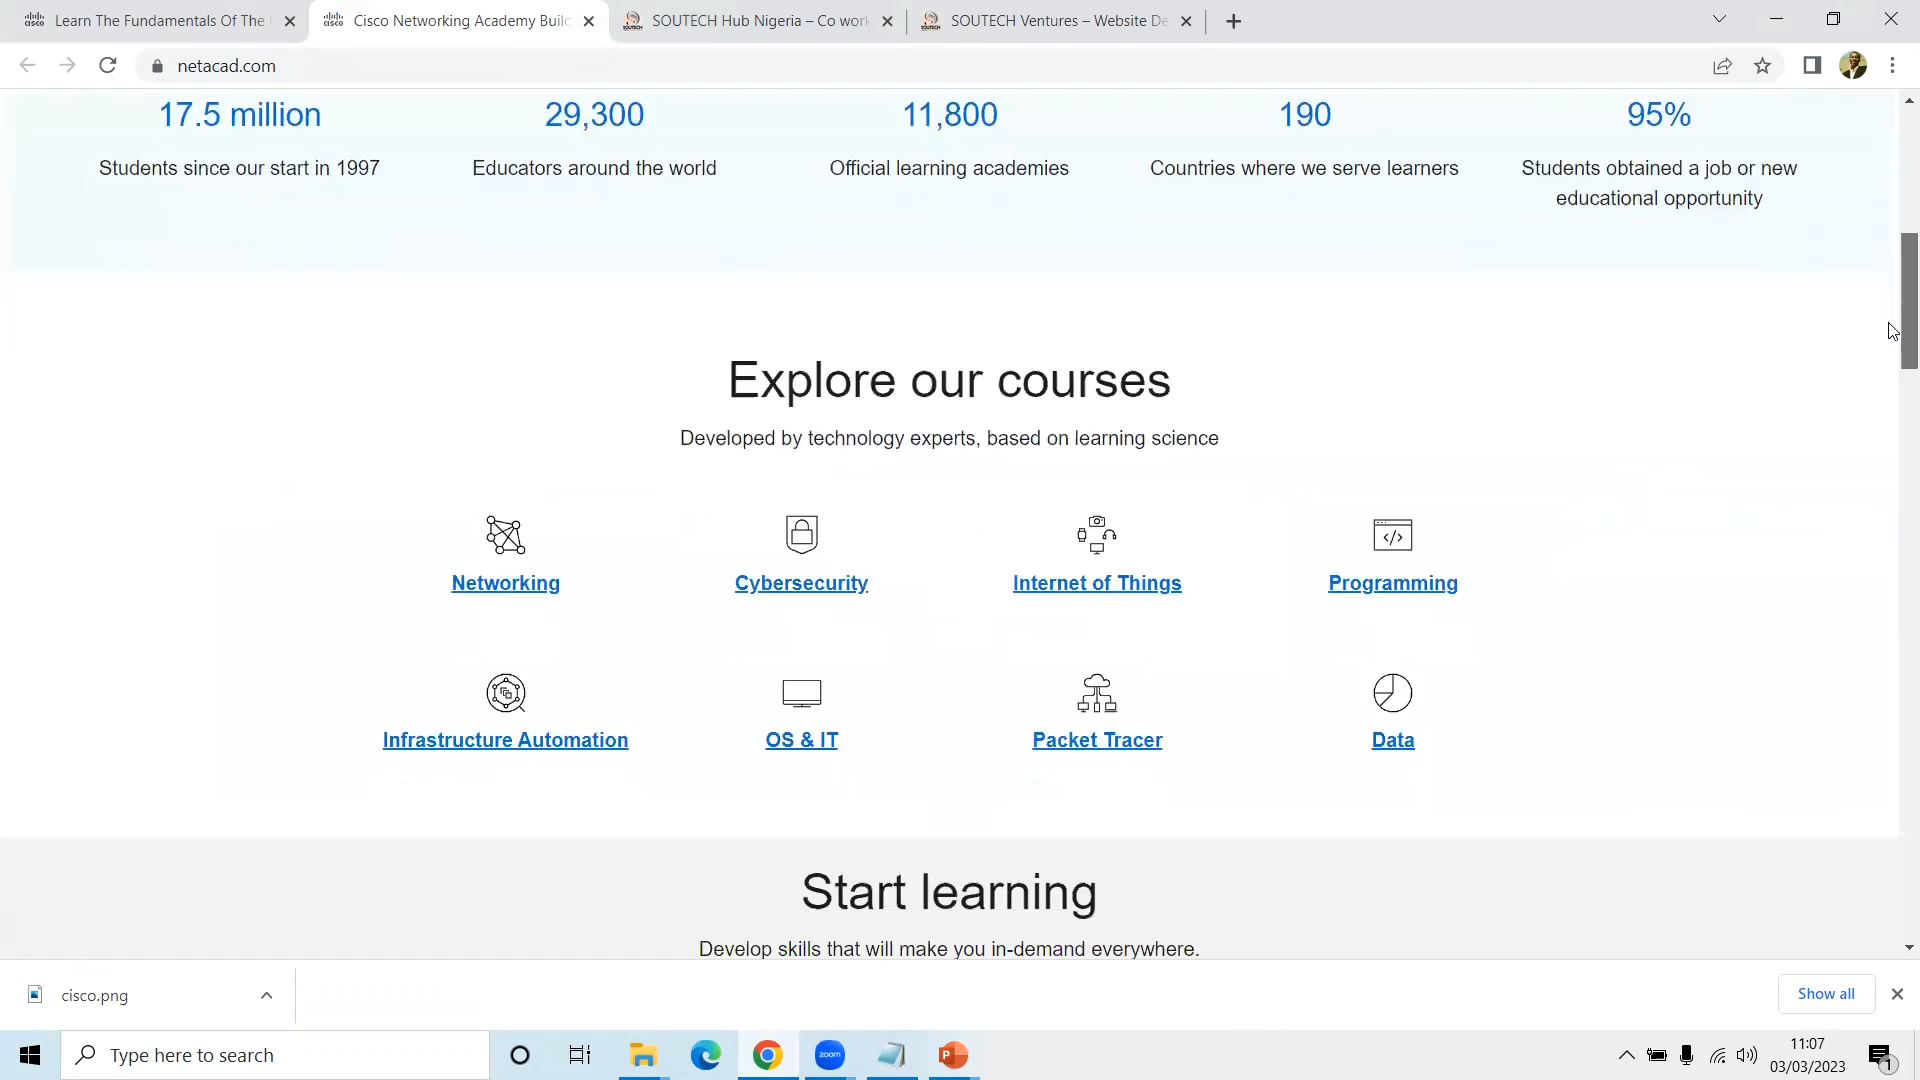 Learn The Fundamentals Of The
Cisco Networking Academy Build
SOUTECH Hub Nigeria – Co work
SOUTECH Ventures – Website De
netacad.com
17.5 million
29,300
11,800
190
95%
Students since our start in 1997
Educators around the world
Official learning academies
Countries where we serve learners
Students obtained a job or new
educational opportunity
Explore our courses
Developed by technology experts, based on learning science
Networking
Cybersecurity
Internet of Things
Programming
Infrastructure Automation
OS & IT
Packet Tracer
Data
Start learning
Develop skills that will make you in-demand everywhere.
cisco.png
Show all
Type here to search
zoom
11:07
03/03/2023
1